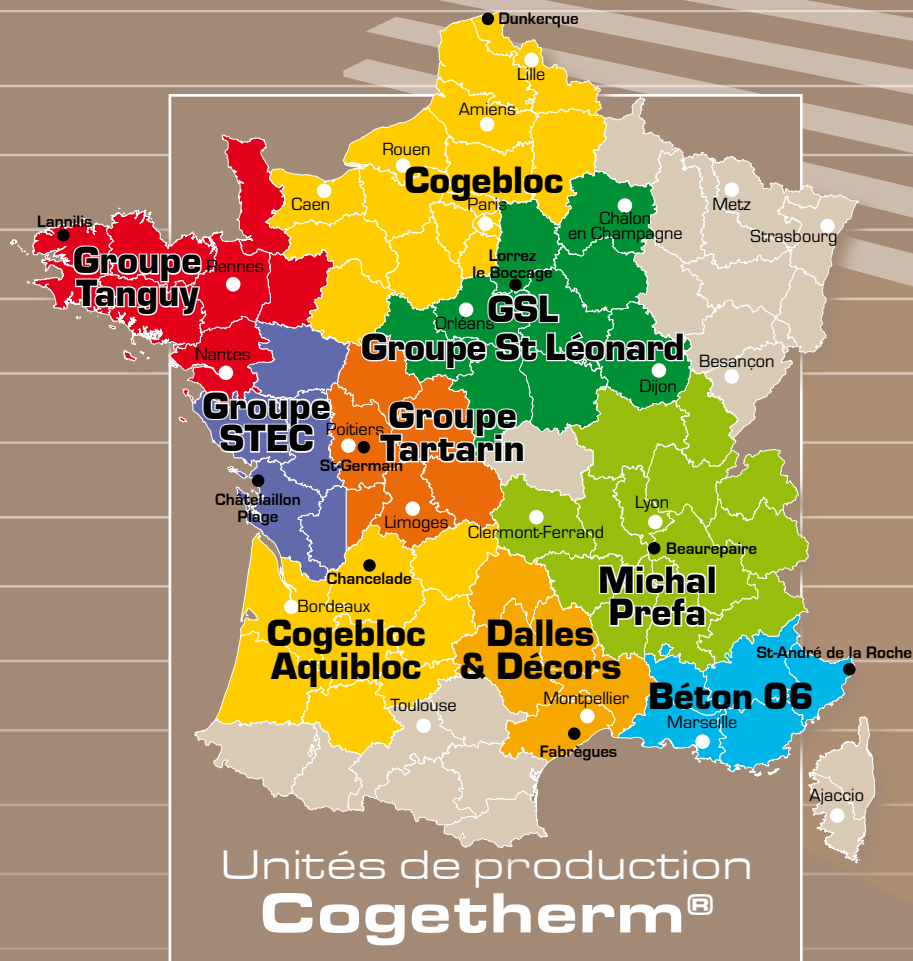 Dunkerque
Lille
Amiens
Rouen
Cogebloc
Caen
Paris
Metz
Chalon
en Champagne
Strasbourg
Lannilis
Groupe
Tanguy
Rennes
Lorrez
le Boccage
GSL
Groupe St Léonard
Orléans
Nantes
Dijon
Besançon
Groupe
STEC
Poitiers
Groupe
Tartarin
St-Germain
Châtelaillon
Plage
Limoges
Clermont-Ferrand
Lyon
Beaurepaire
Chancelade
Michal
Prefa
Bordeaux
Cogebloc
Aquibloc
Dalles
& Décors
St-André de la Roche
Toulouse
Montpellier
Béton 06
Marseille
Fabrègues
Ajaccio
Unités de production
Cogetherm®